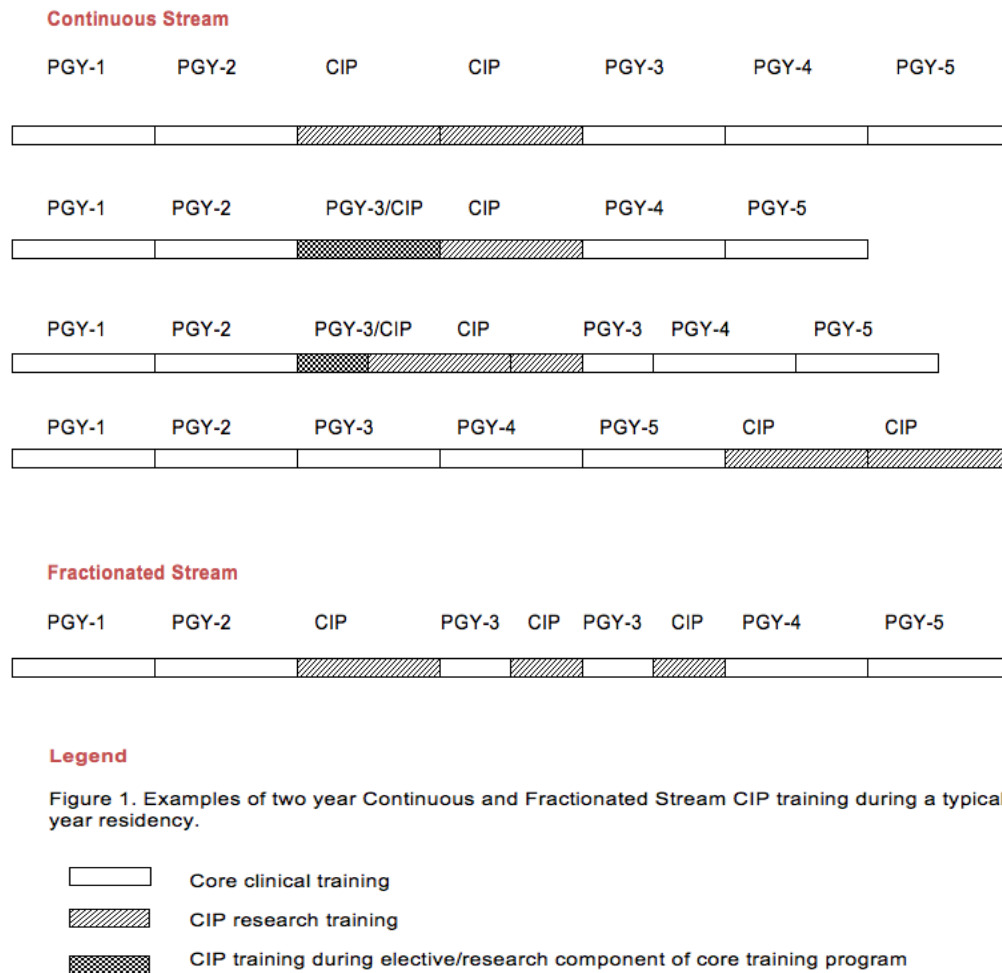 Continuous Stream
PGY-1 PGY-2 CIP CIP PGY-3 PGY-4 PGY-5
PGY-1 PGY-2 PGY-3/CIP CIP PGY-4 PGY-5
PGY-1 PGY-2 PGY-3/CIP CIP PGY-3 PGY-4 PGY-5
PGY-1 PGY-2 PGY-3 PGY-4 PGY-5 CIP CIP
Fractionated Stream
PGY-1 PGY-2 CIP PGY-3 CIP PGY-3 CIP PGY-4 PGY-5
Legend
Figure 1. Examples of two year Continuous and Fractionated Stream CIP training during a typical
year residency.
Core clinical training
CIP research training
CIP training during elective/research component of core training program